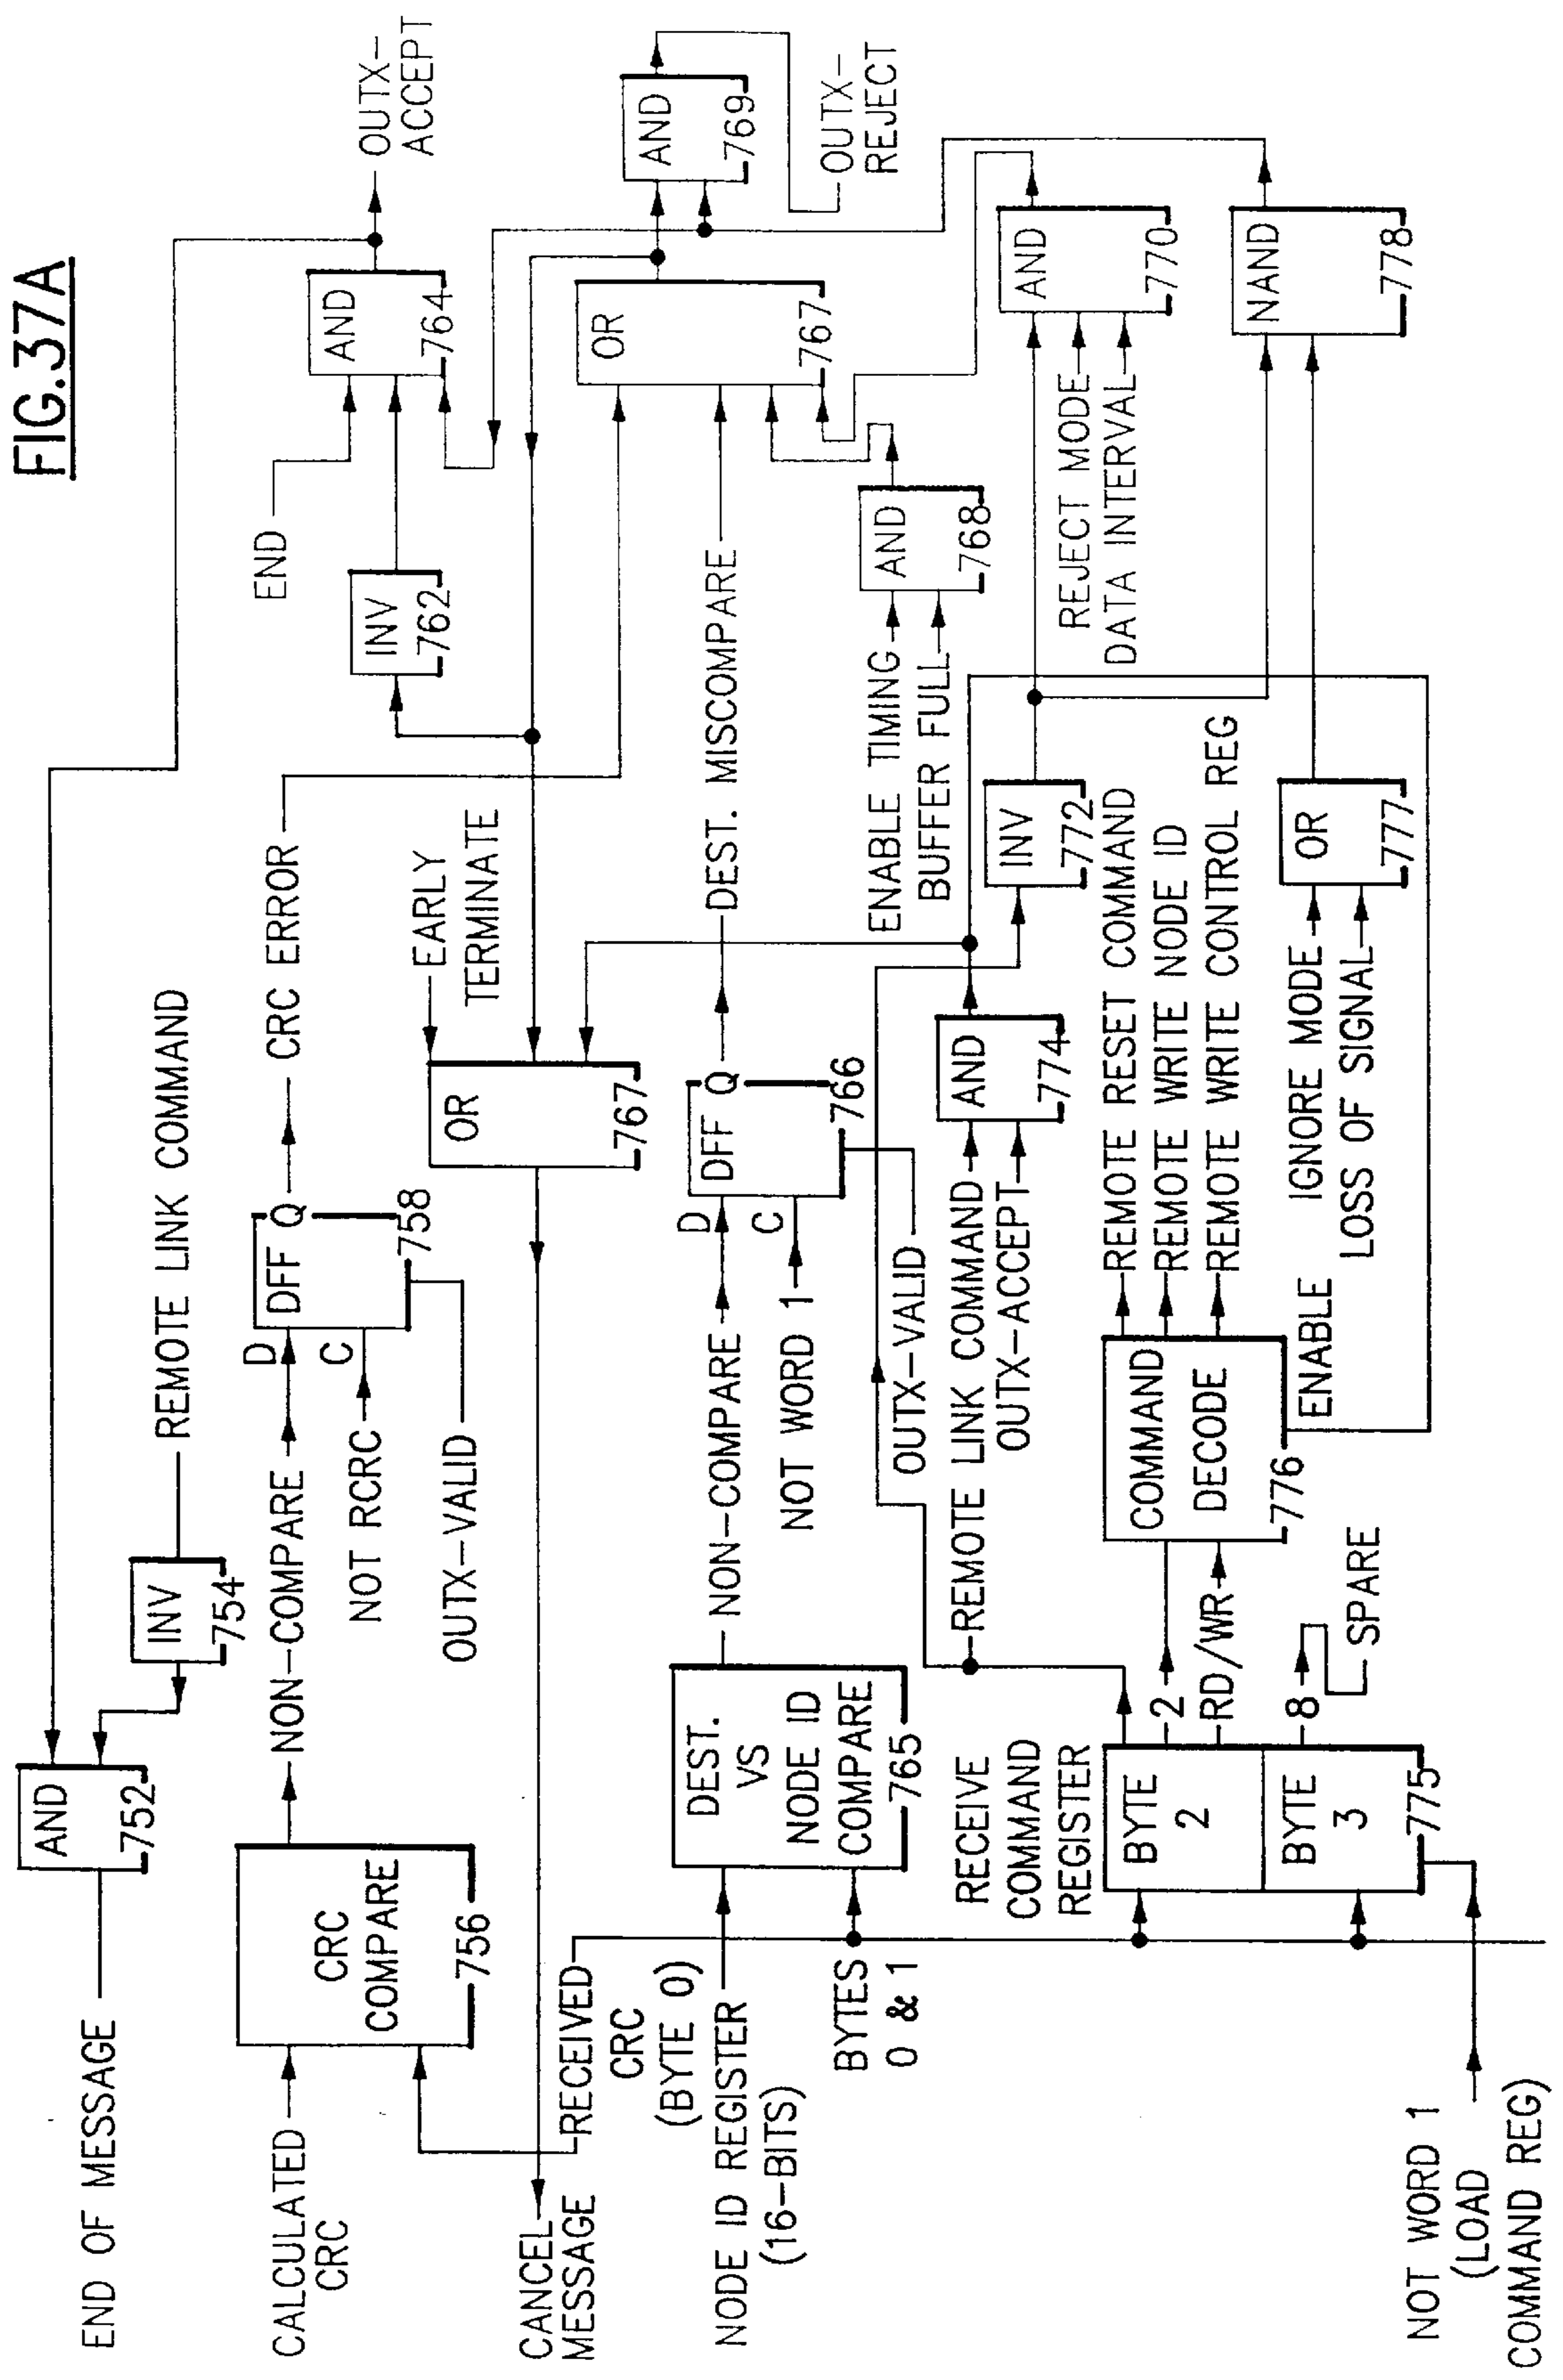 FIG.37A
END OF MESSAGE
AND
752
INV
754
REMOTE LINK COMMAND
OUTX-
ACCEPT
CALCULATED
CRC
CRC
COMPARE
756
NON-COMPARE
D
DFF Q
C
758
NOT RCRC
OUTX-VALID
CRC ERROR
END
INV
762
AND
764
CANCEL
MESSAGE
RECEIVED
CRC
(BYTE 0)
OR
767
EARLY
TERMINATE
OR
767
AND
769
OUTX-
REJECT
NODE ID REGISTER
(16-BITS)
BYTES
0 & 1
DEST.
VS
NODE ID
COMPARE
765
NON-COMPARE
D
DFF Q
C
766
NOT WORD 1
OUTX-VALID
DEST. MISCOMPARE
ENABLE TIMING
BUFFER FULL
AND
768
REMOTE LINK COMMAND
OUTX-ACCEPT
AND
774
INV
772
REJECT MODE
DATA INTERVAL
AND
770
RECEIVE
COMMAND
REGISTER
BYTE
2
BYTE
3
775
2
RD/WR
8
SPARE
COMMAND
DECODE
776
ENABLE
REMOTE RESET COMMAND
REMOTE WRITE NODE ID
REMOTE WRITE CONTROL REG
IGNORE MODE
LOSS OF SIGNAL
OR
777
NAND
778
NOT WORD 1
(LOAD
COMMAND REG)